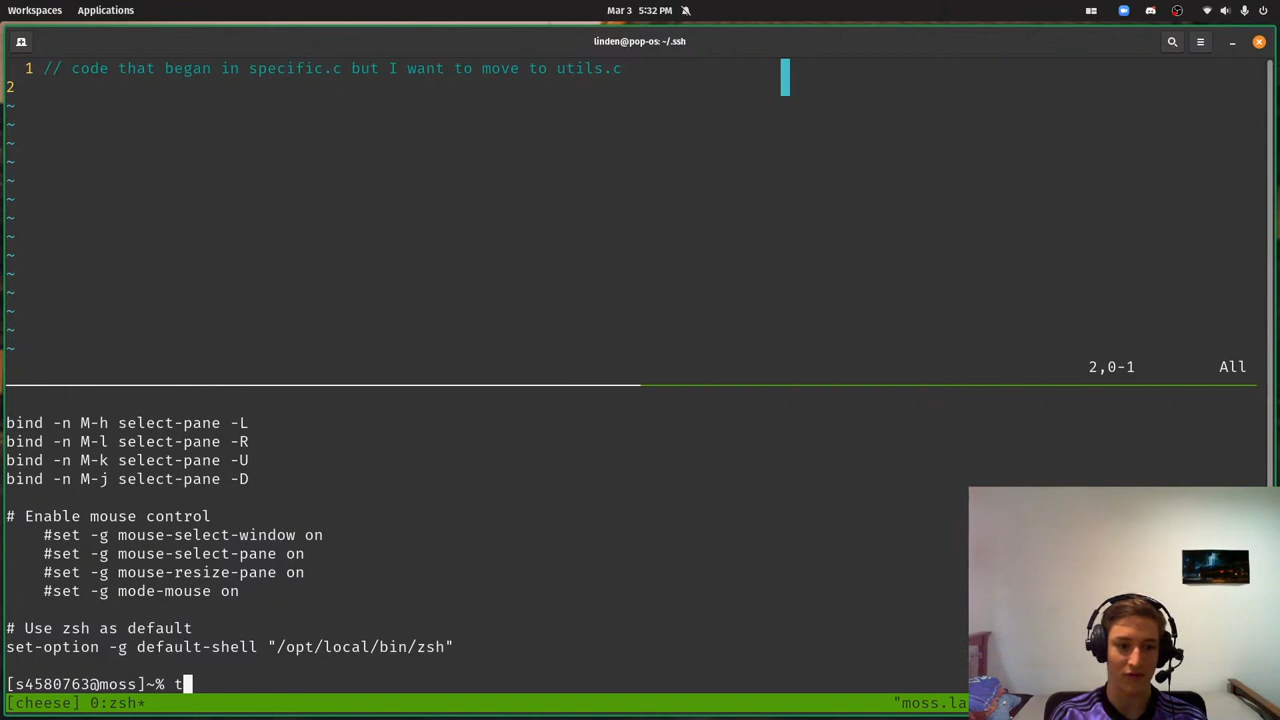 Workspaces Applications Mar 3 5:32 PM
linden@pop-os: ~/.ssh
1 // code that began in specific.c but I want to move to utils.c
2
~
~
~
~
~
~
~
~
~
~
~
~
~
~
2,0-1 All
bind -n M-h select-pane -L
bind -n M-l select-pane -R
bind -n M-k select-pane -U
bind -n M-j select-pane -D
# Enable mouse control
#set -g mouse-select-window on
#set -g mouse-select-pane on
#set -g mouse-resize-pane on
#set -g mode-mouse on
# Use zsh as default
set-option -g default-shell "/opt/local/bin/zsh"
[s4580763@moss]~% t
[cheese] 0:zsh* "moss.la